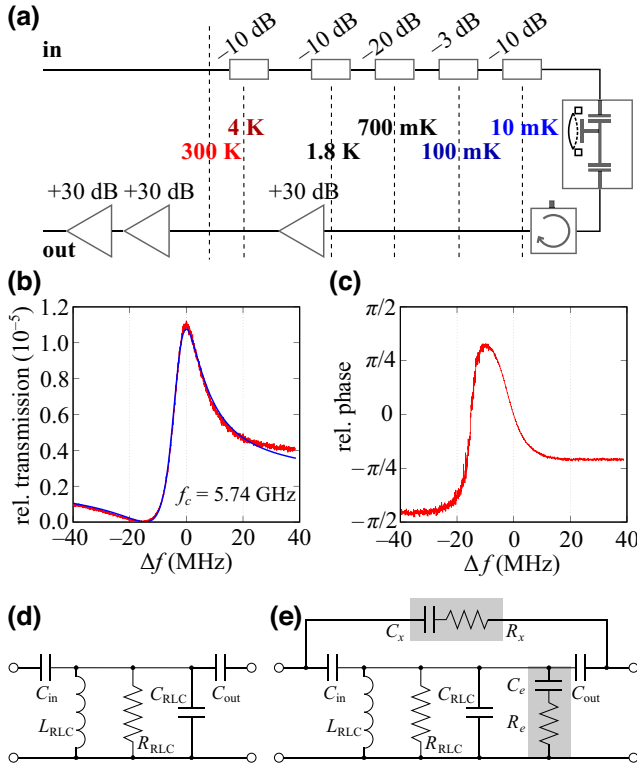 (a)
−10 dB −10 dB −20 dB −3 dB −10 dB
in
4 K 700 mK 10 mK
300 K 1.8 K 100 mK
+30 dB +30 dB +30 dB
out
(b)
rel. transmission (10⁻⁵)
1.2
1.0
0.8
0.6
0.4
0.2
0.0
f_c = 5.74 GHz
−40 −20 0 20 40
Δf (MHz)
(c)
rel. phase
π/2
π/4
0
−π/4
−π/2
−40 −20 0 20 40
Δf (MHz)
(d)
C_in C_RLC C_out
L_RLC
R_RLC
(e)
C_x R_x
C_in C_RLC C_e C_out
L_RLC R_e
R_RLC